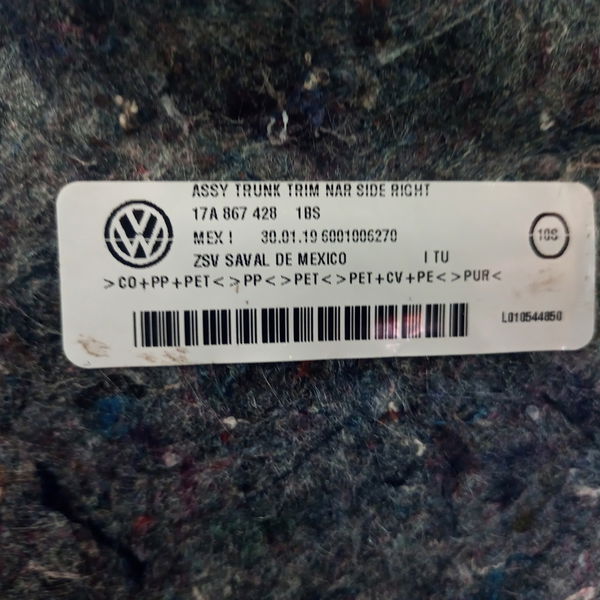 ASSY TRUNK TRIM NAR SIDE RIGHT
17A 867 428 1BS
MEX I 30.01.19 6001006270
ZSV SAVAL DE MEXICO I TU
>CO+PP+PET< >PP< >PET< >PET+CV+PE< >PUR<
L010544850